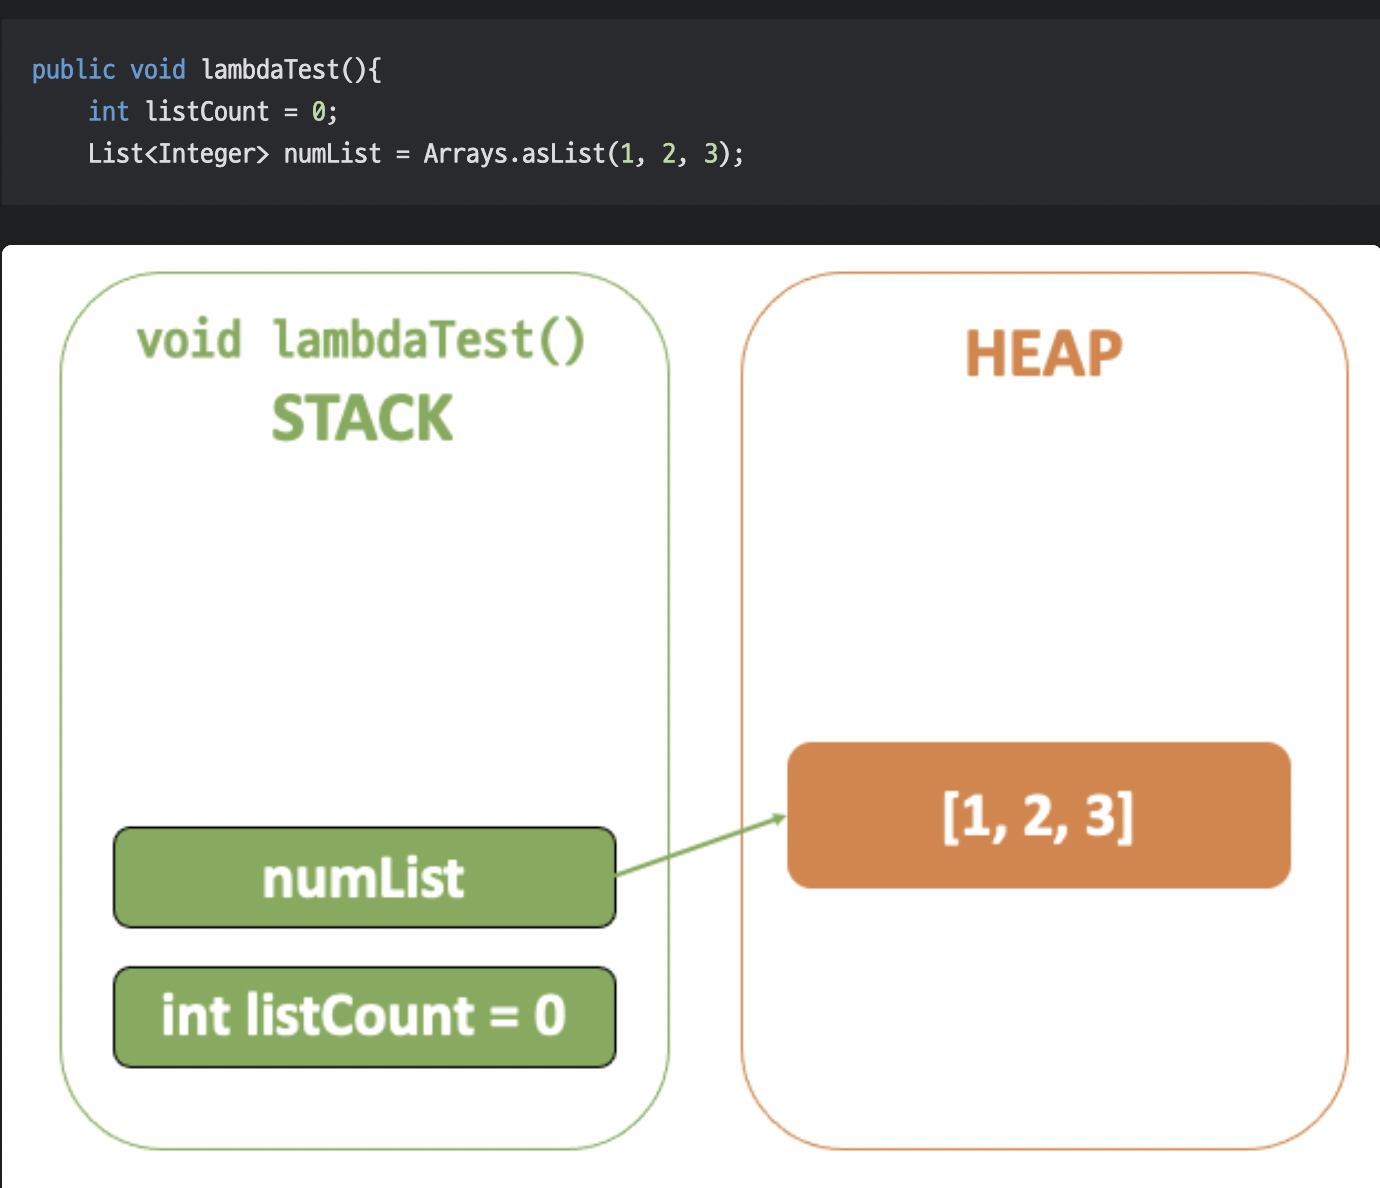 public void lambdaTest(){
    int listCount = 0;
    List<Integer> numList = Arrays.asList(1, 2, 3);
void lambdaTest()
STACK
HEAP
[1, 2, 3]
numList
int listCount = 0